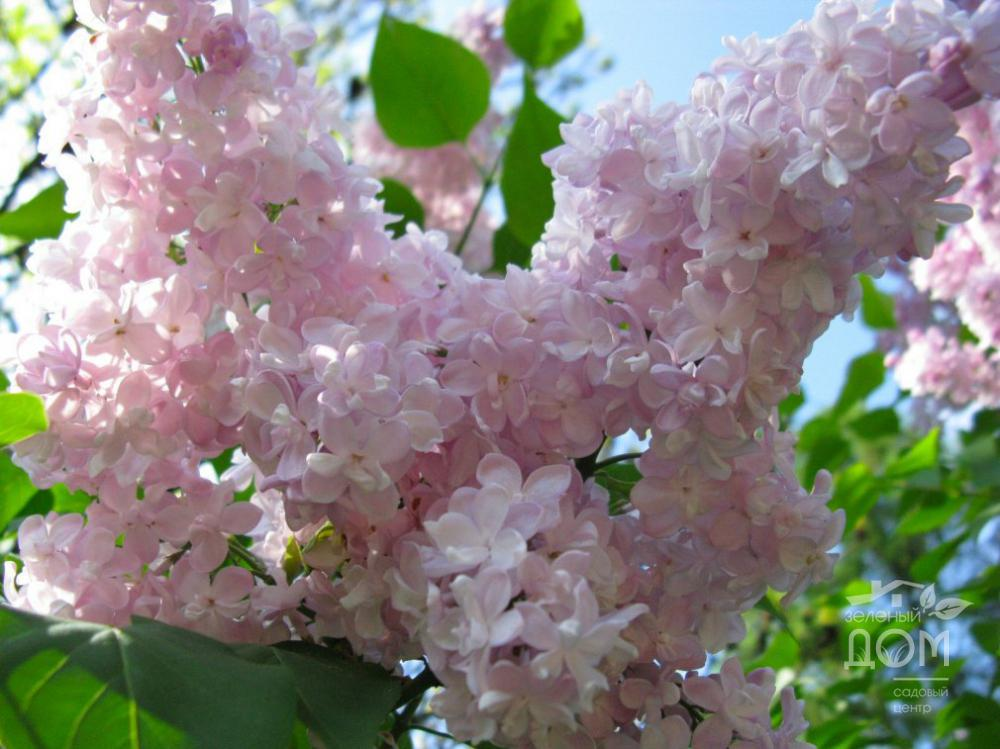 зеленый
дом
садовый
центр